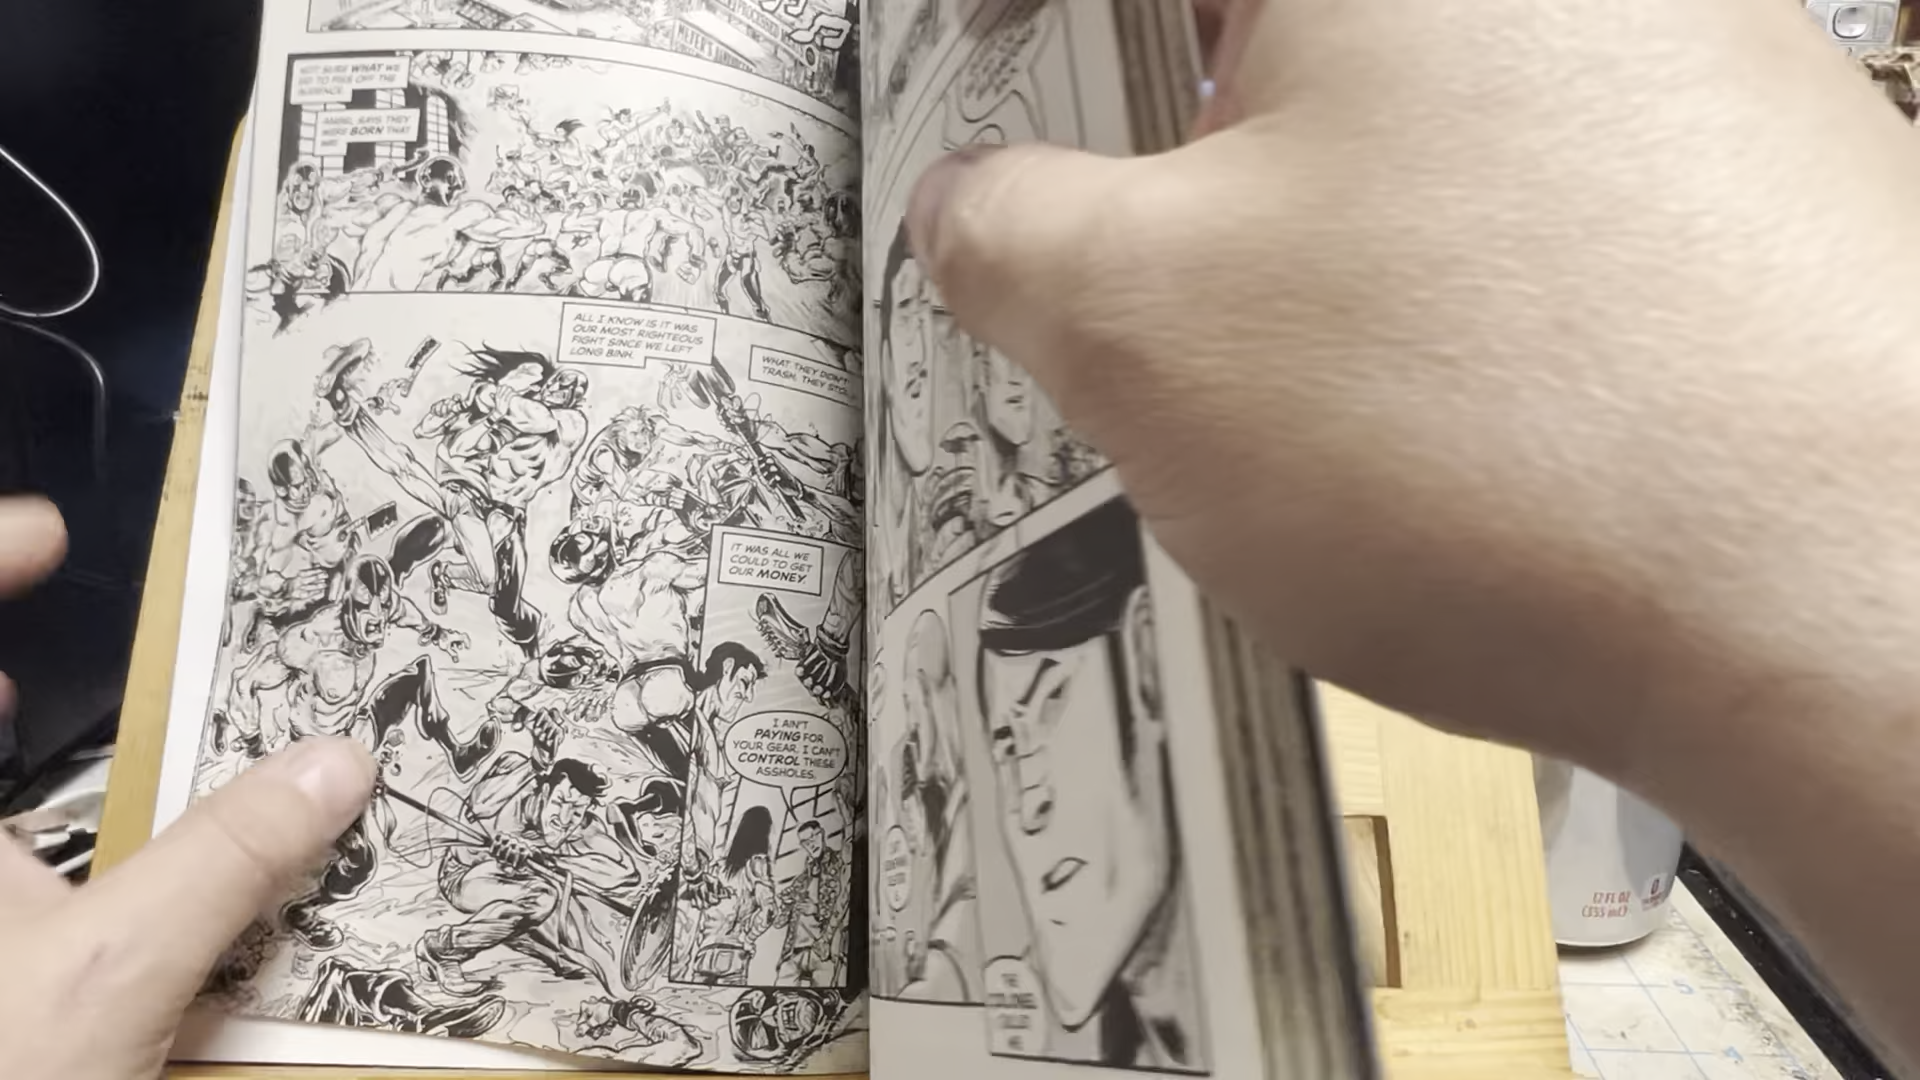 PROCESSED
MEYER'S
NOT SURE WHAT WE
DID TO PISS OFF THE
AUDIENCE.
ANGEL SAYS THEY
WERE BORN THAT
WAY.
ALL I KNOW IS IT WAS
OUR MOST RIGHTEOUS
FIGHT SINCE WE LEFT
LONG BINH.
WHAT THEY DIDN'T
TRASH, THEY
IT WAS ALL WE
COULD TO GET
OUR MONEY.
I AIN'T
PAYING FOR
YOUR GEAR. I CAN'T
CONTROL THESE
ASSHOLES.
THE
12 FL OZ
(355 mL)